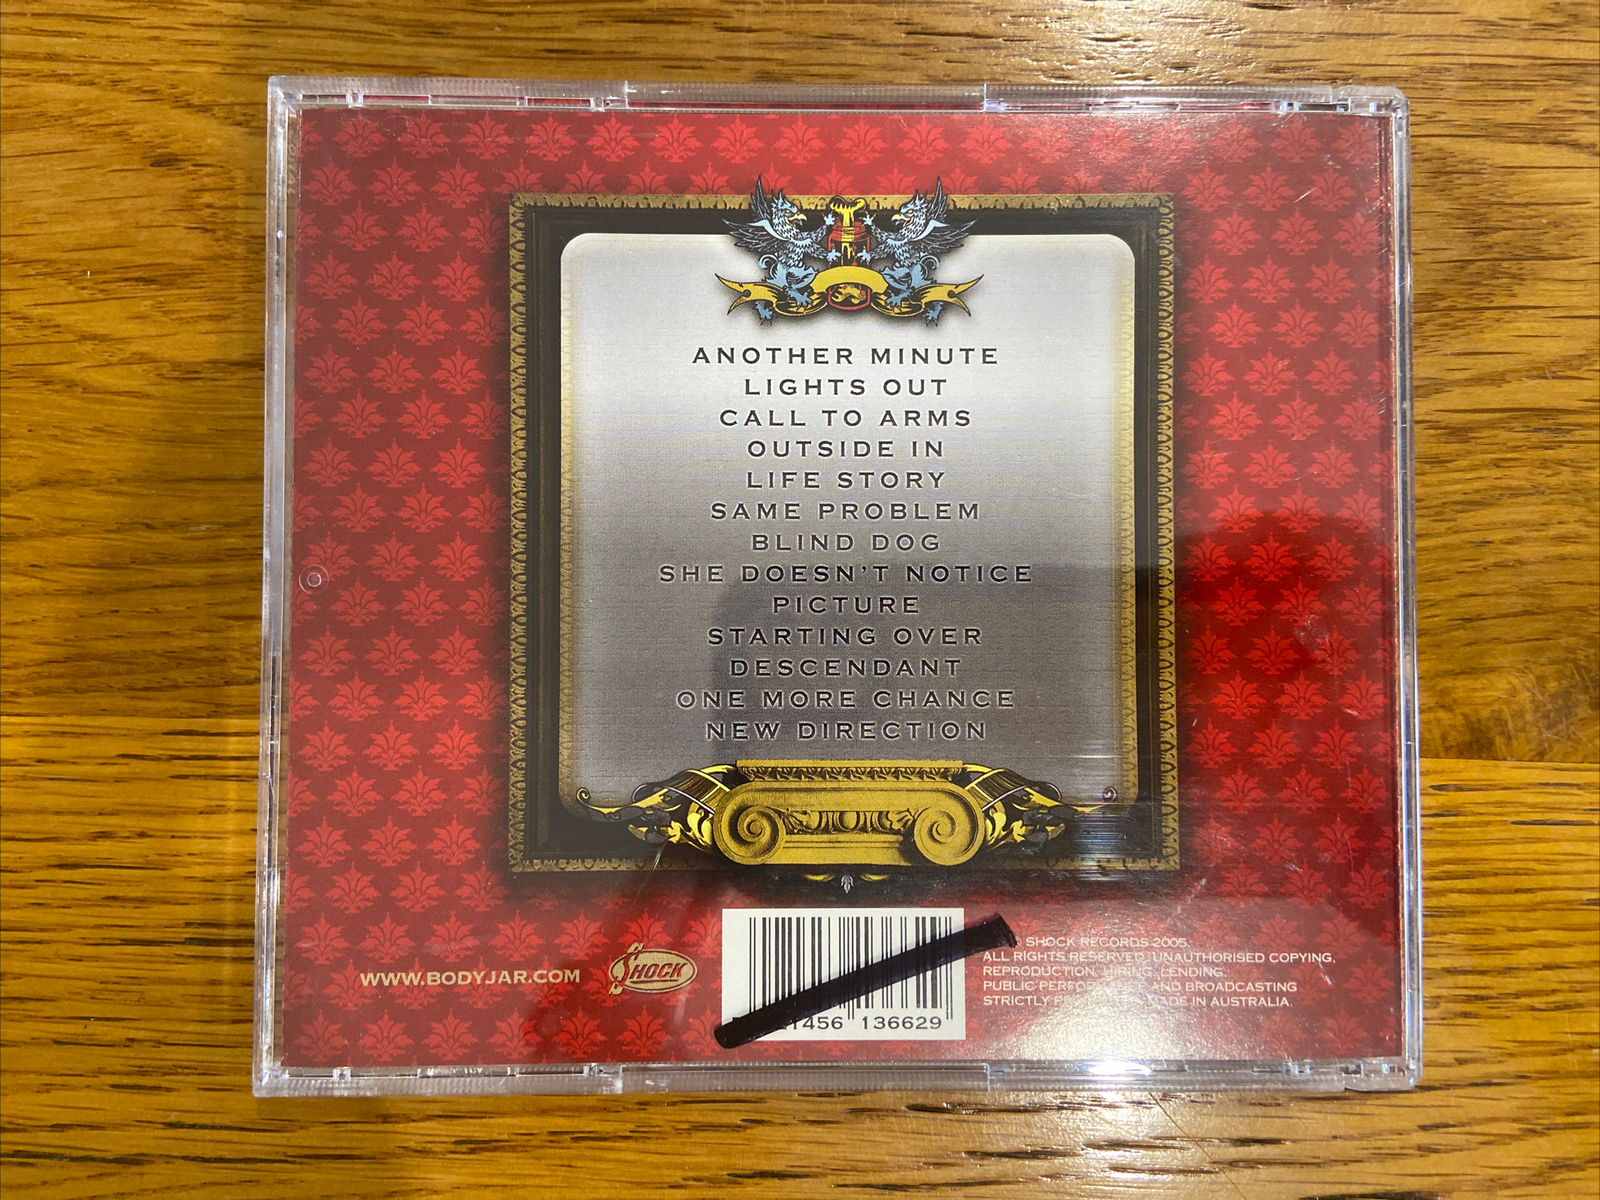 ANOTHER MINUTE
LIGHTS OUT
CALL TO ARMS
OUTSIDE IN
LIFE STORY
SAME PROBLEM
BLIND DOG
SHE DOESN'T NOTICE
PICTURE
STARTING OVER
DESCENDANT
ONE MORE CHANCE
NEW DIRECTION
WWW.BODYJAR.COM
SHOCK
1456 136629
SHOCK RECORDS 2005.
ALL RIGHTS RESERVED. UNAUTHORISED COPYING,
REPRODUCTION, HIRING, LENDING.
PUBLIC PERFORMANCE AND BROADCASTING
STRICTLY MADE IN AUSTRALIA.